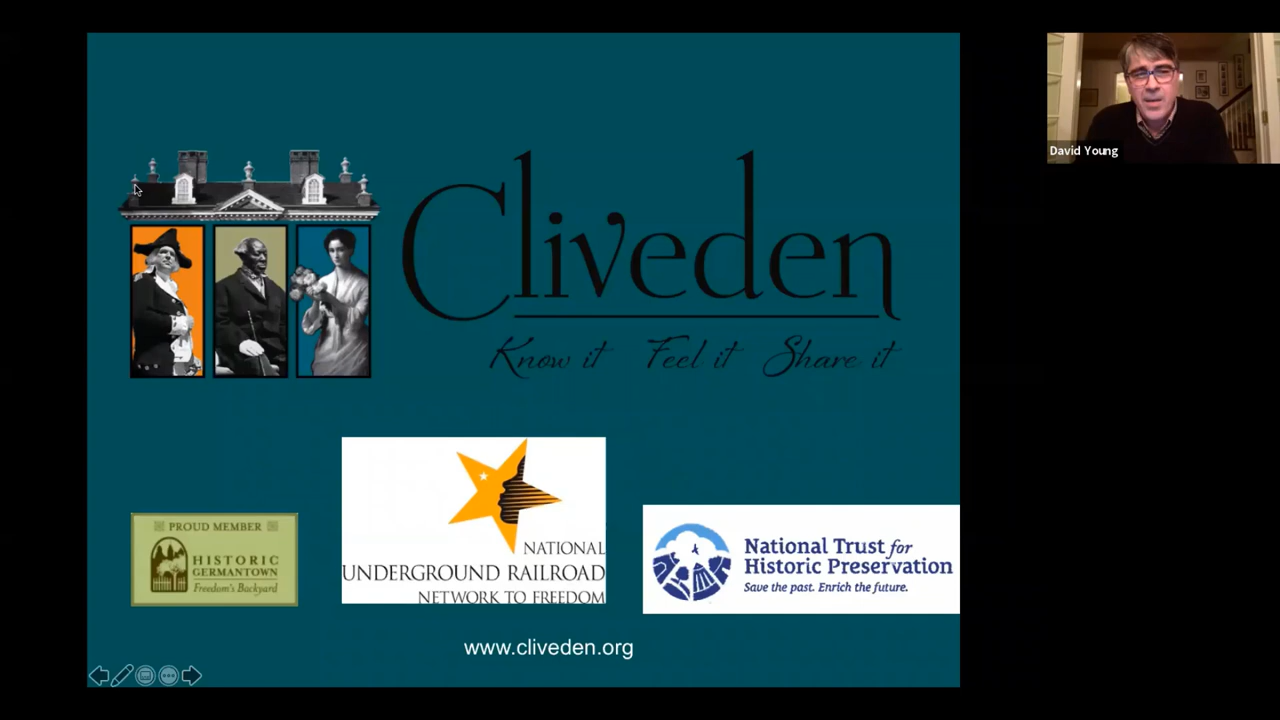 David Young
Cliveden
Know it Feel it Share it
PROUD MEMBER
HISTORIC
GERMANTOWN
Freedom's Backyard
NATIONAL
UNDERGROUND RAILROAD
NETWORK TO FREEDOM
National Trust for
Historic Preservation
Save the past. Enrich the future.
www.cliveden.org